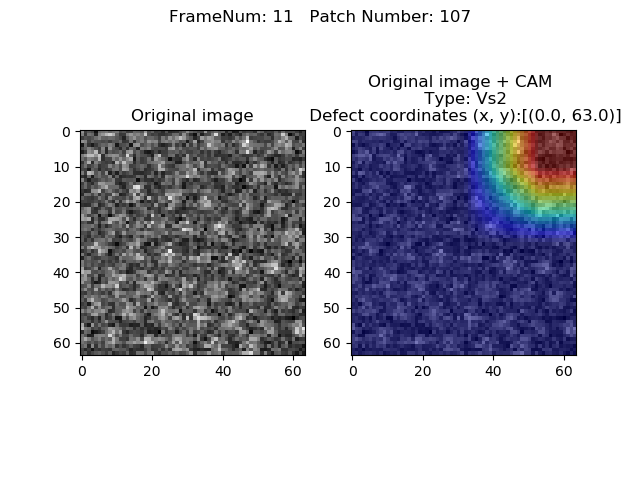 FrameNum: 11   Patch Number: 107
Original image
Original image + CAM
Type: Vs2
Defect coordinates (x, y):[(0.0, 63.0)]
0
10
20
30
40
50
60
0 20 40 60
0
10
20
30
40
50
60
0 20 40 60